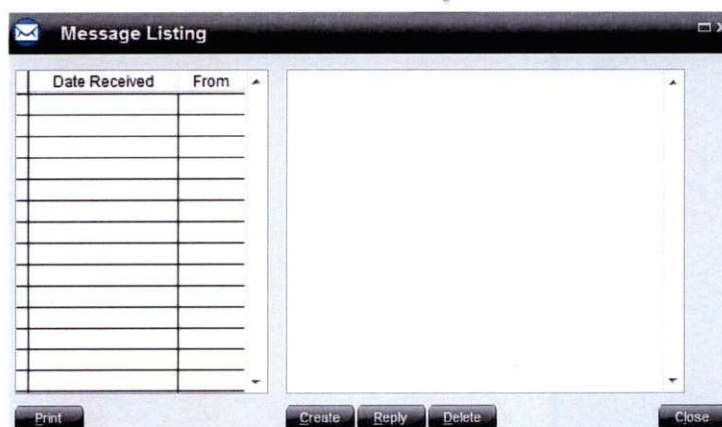 Message Listing
Date Received From
Print Create Reply Delete Close